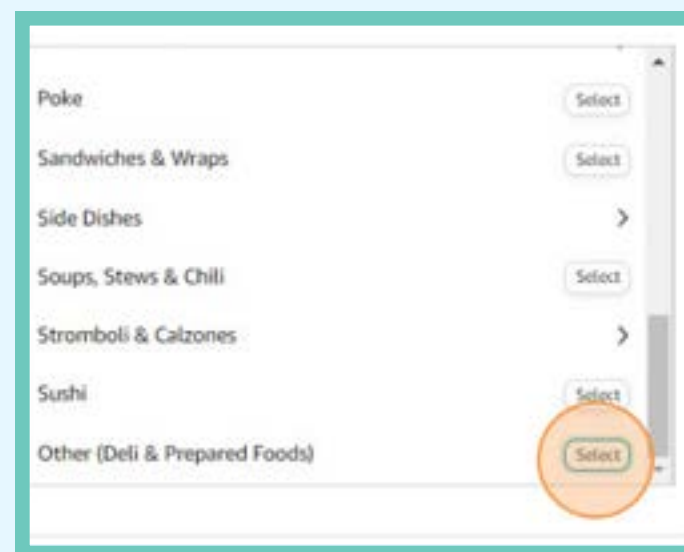 Poke
Select
Sandwiches & Wraps
Select
Side Dishes
Soups, Stews & Chili
Select
Stromboli & Calzones
Sushi
Select
Other (Deli & Prepared Foods)
Select